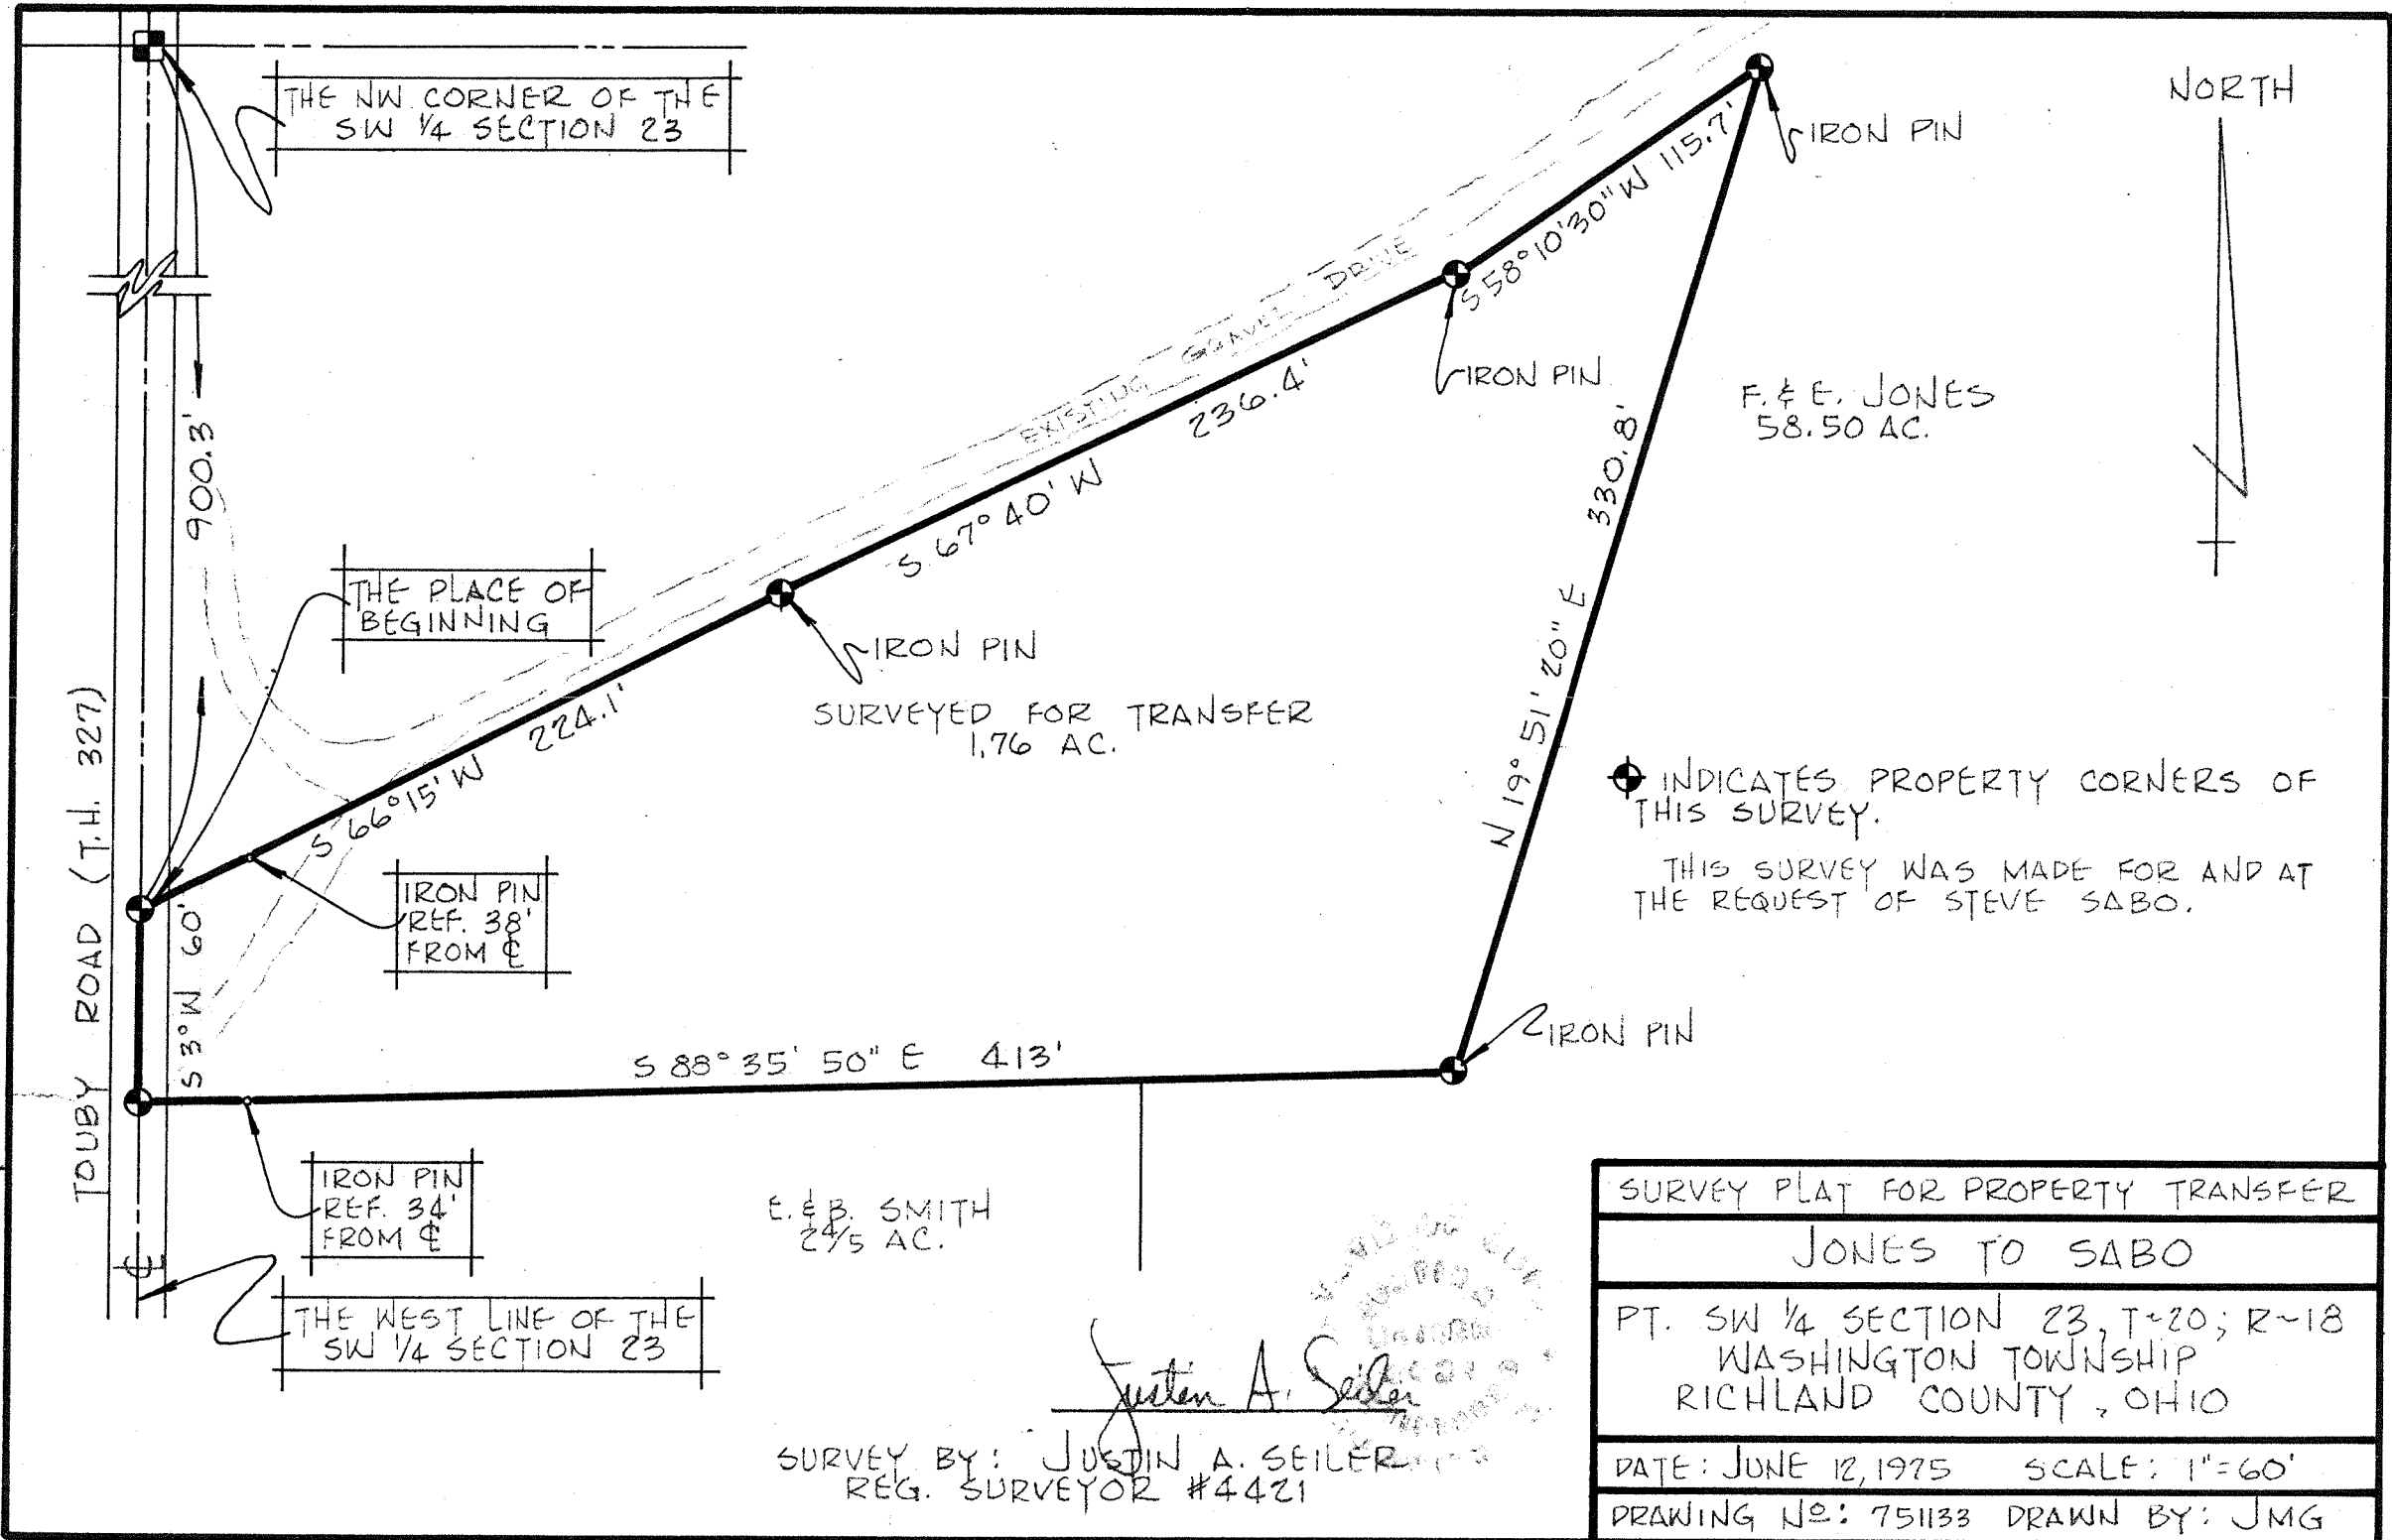 THE NW CORNER OF THE
SW 1/4 SECTION 23
NORTH
IRON PIN
S 58° 10' 30" W 115.7'
EXISTING GRAVEL DRIVE
IRON PIN
236.4'
S 67° 40' W
F. & E. JONES
58.50 AC.
900.3'
330.8'
N 19° 51' 20" E
THE PLACE OF
BEGINNING
IRON PIN
224.1'
S 66° 15' W
SURVEYED FOR TRANSFER
1.76 AC.
INDICATES PROPERTY CORNERS OF
THIS SURVEY.
THIS SURVEY WAS MADE FOR AND AT
THE REQUEST OF STEVE SABO.
TOUBY ROAD (T.H. 327)
IRON PIN
REF. 38'
FROM ℄
S 3° W 60'
IRON PIN
S 88° 35' 50" E 413'
IRON PIN
REF. 34'
FROM ℄
E. & B. SMITH
2 4/5 AC.
℄
THE WEST LINE OF THE
SW 1/4 SECTION 23
Justin A. Seiler
SURVEY BY: JUSTIN A. SEILER
REG. SURVEYOR #4421
SURVEY PLAT FOR PROPERTY TRANSFER
JONES TO SABO
PT. SW 1/4 SECTION 23, T~20; R~18
WASHINGTON TOWNSHIP
RICHLAND COUNTY, OHIO
DATE: JUNE 12, 1975 SCALE: 1"=60'
DRAWING Nº: 751133 DRAWN BY: JMG